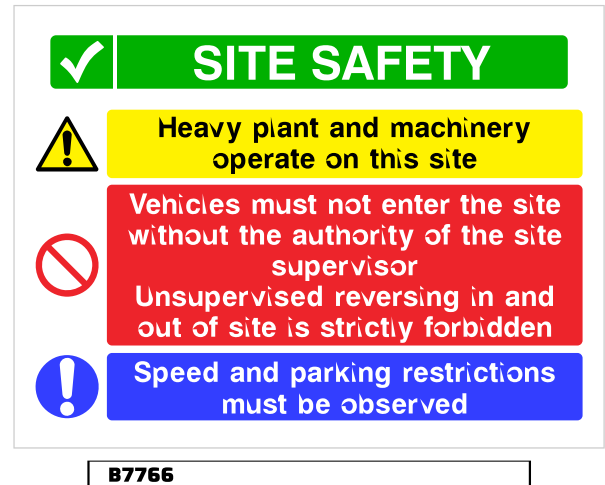 SITE SAFETY
Heavy plant and machinery
operate on this site
Vehicles must not enter the site
without the authority of the site
supervisor
Unsupervised reversing in and
out of site is strictly forbidden
Speed and parking restrictions
must be observed
B7766